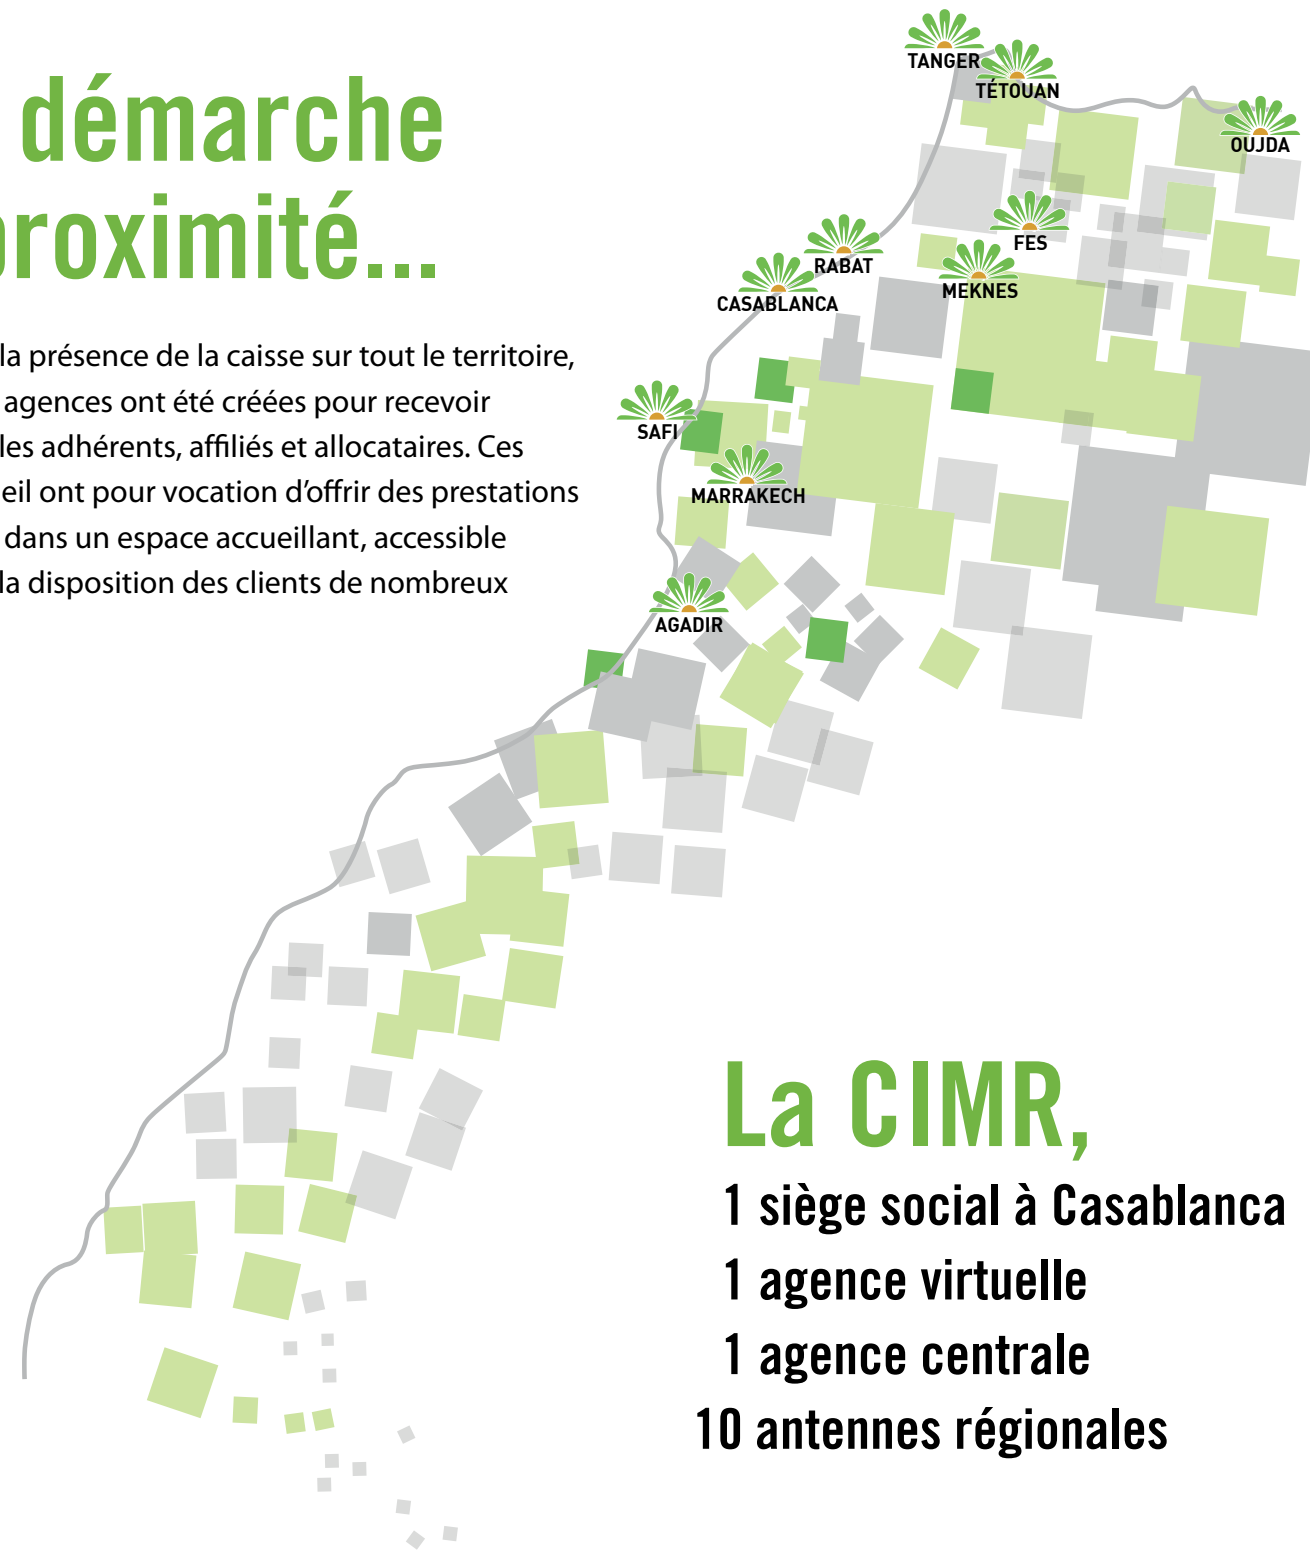 démarche
proximité...
la présence de la caisse sur tout le territoire,
agences ont été créées pour recevoir
les adhérents, affiliés et allocataires. Ces
ont pour vocation d’offrir des prestations
dans un espace accueillant, accessible
la disposition des clients de nombreux
TANGER
TÉTOUAN
OUJDA
FES
RABAT
MEKNES
CASABLANCA
SAFI
MARRAKECH
AGADIR
La CIMR,
1 siège social à Casablanca
1 agence virtuelle
1 agence centrale
10 antennes régionales